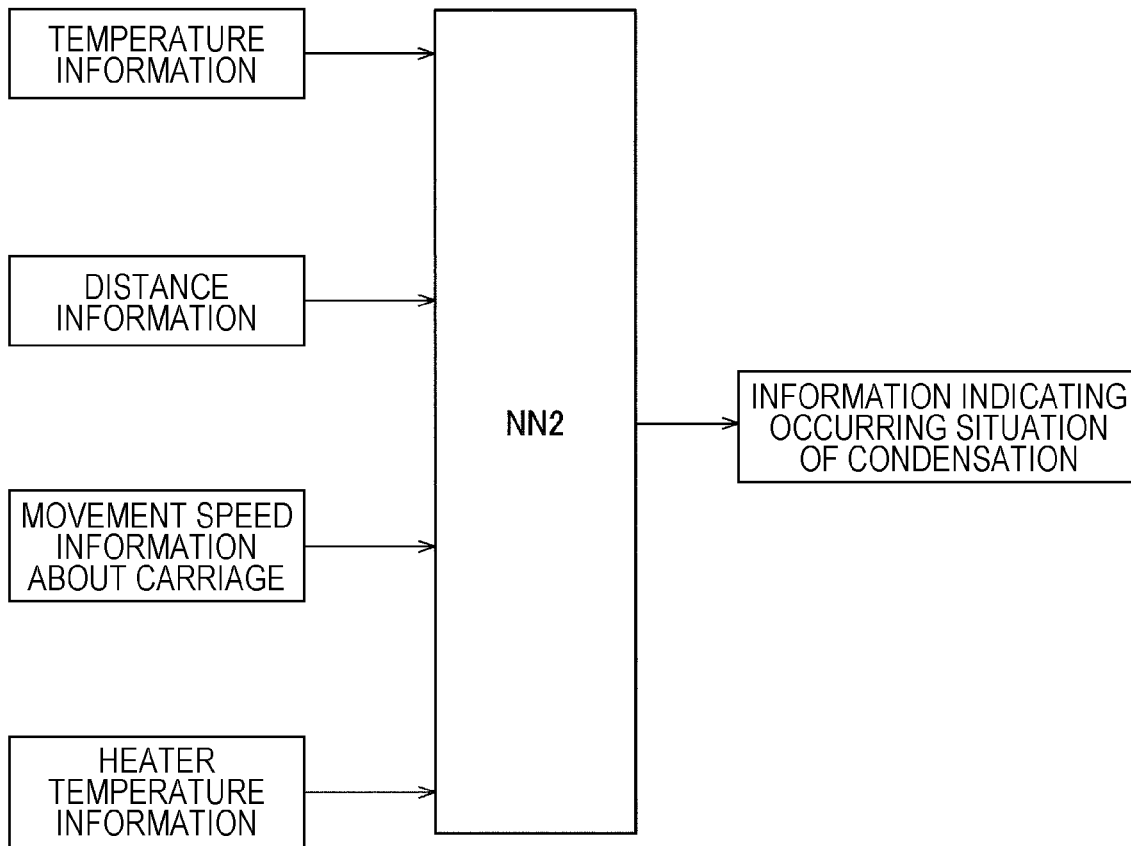 TEMPERATURE
INFORMATION
DISTANCE
INFORMATION
MOVEMENT SPEED
INFORMATION
ABOUT CARRIAGE
HEATER
TEMPERATURE
INFORMATION
NN2
INFORMATION INDICATING
OCCURRING SITUATION
OF CONDENSATION